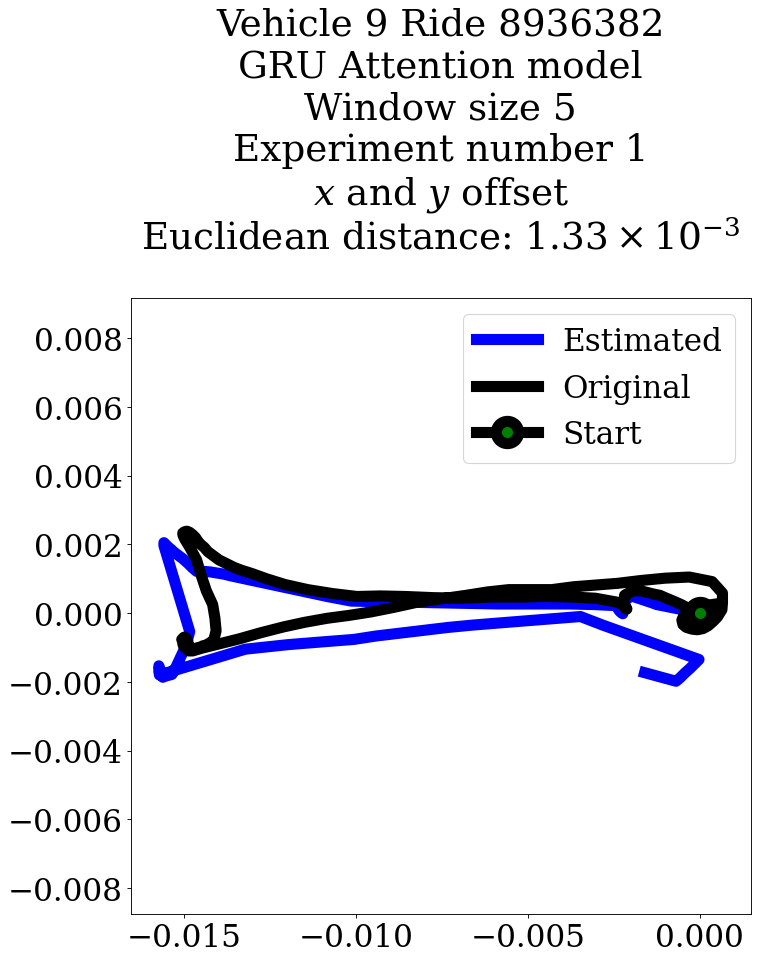 Vehicle 9 Ride 8936382
GRU Attention model
Window size 5
Experiment number 1
x and y offset
Euclidean distance: 1.33 × 10⁻³
Estimated
Original
Start
0.008
0.006
0.004
0.002
0.000
−0.002
−0.004
−0.006
−0.008
−0.015 −0.010 −0.005 0.000